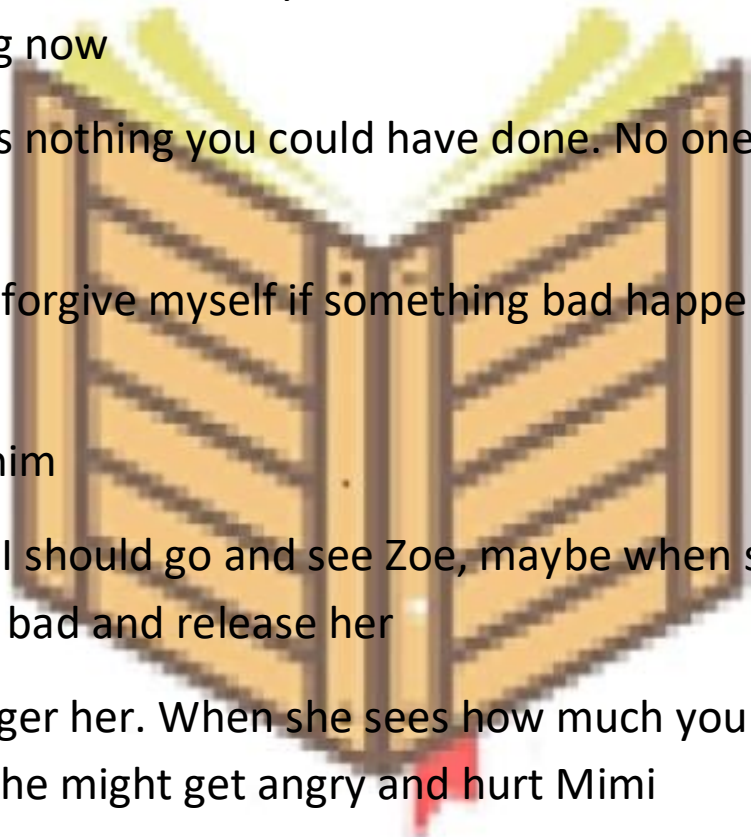 g now
s nothing you could have done. No one
forgive myself if something bad happe
him
I should go and see Zoe, maybe when s
bad and release her
ger her. When she sees how much you
he might get angry and hurt Mimi